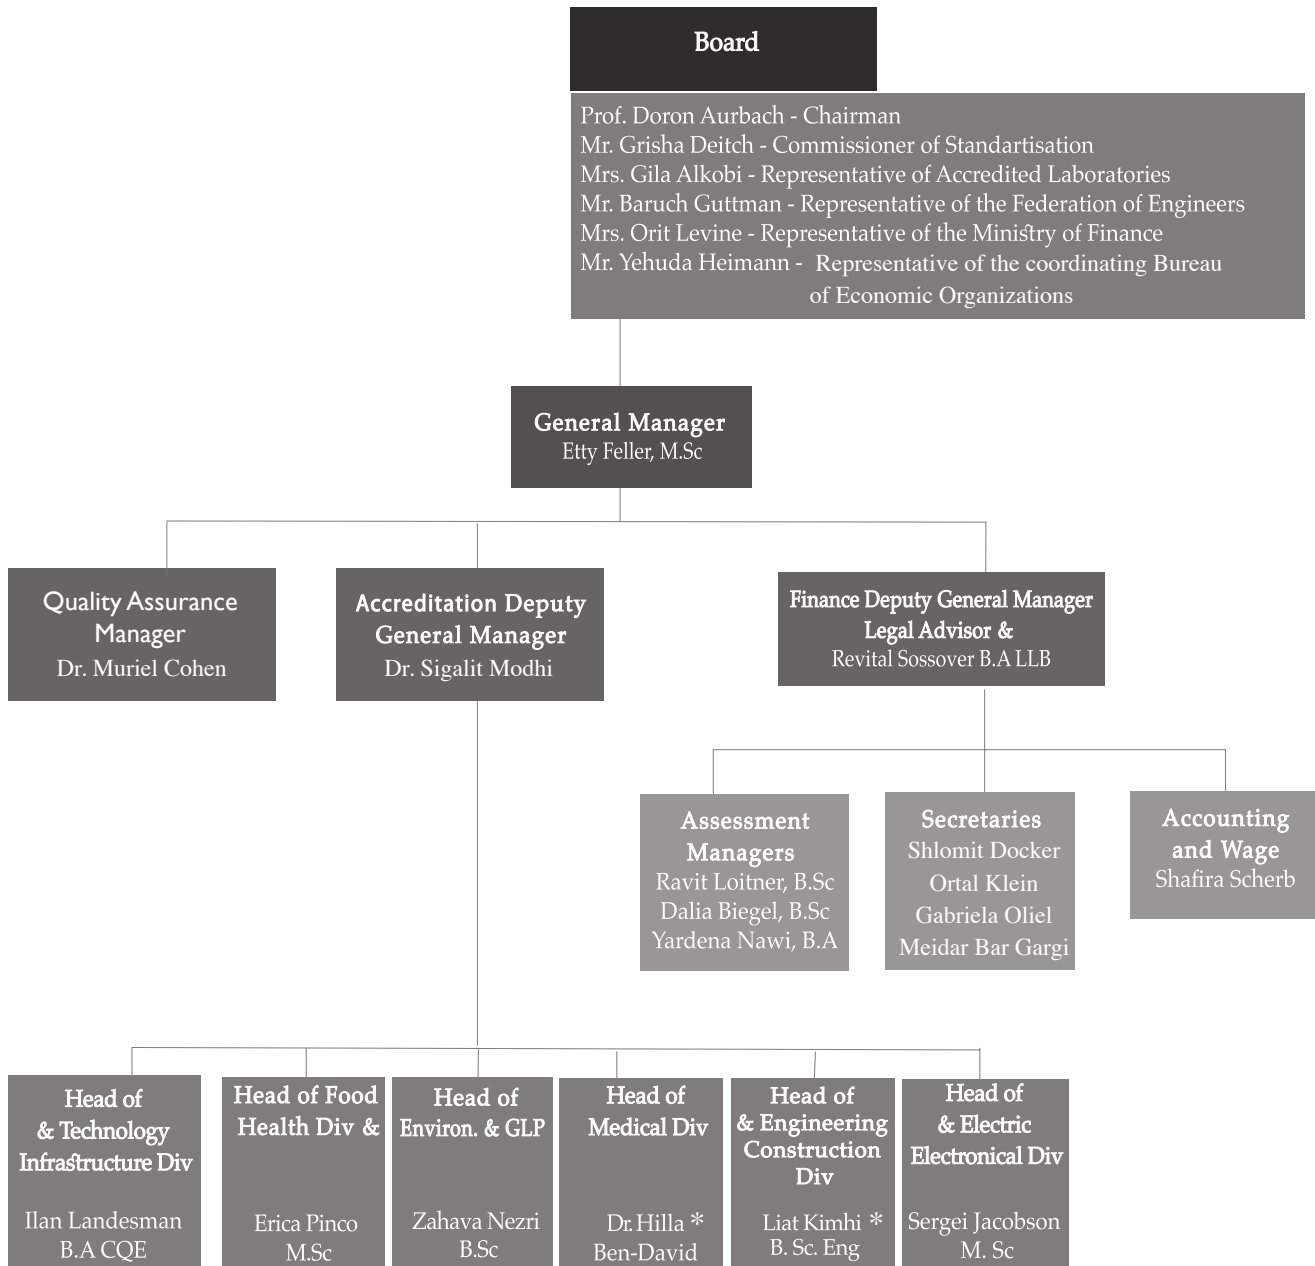 Board
Prof. Doron Aurbach - Chairman
Mr. Grisha Deitch - Commissioner of Standartisation
Mrs. Gila Alkobi - Representative of Accredited Laboratories
Mr. Baruch Guttman - Representative of the Federation of Engineers
Mrs. Orit Levine - Representative of the Ministry of Finance
Mr. Yehuda Heimann - Representative of the coordinating Bureau
of Economic Organizations
General Manager
Etty Feller, M.Sc
Quality Assurance
Manager
Dr. Muriel Cohen
Accreditation Deputy
General Manager
Dr. Sigalit Modhi
Finance Deputy General Manager
Legal Advisor &
Revital Sossover B.A LLB
Assessment
Managers
Ravit Loitner, B.Sc
Dalia Biegel, B.Sc
Yardena Nawi, B.A
Secretaries
Shlomit Docker
Ortal Klein
Gabriela Oliel
Meidar Bar Gargi
Accounting
and Wage
Shafira Scherb
Head of
& Technology
Infrastructure Div
Ilan Landesman
B.A CQE
Head of Food
Health Div &
Erica Pinco
M.Sc
Head of
Environ. & GLP
Zahava Nezri
B.Sc
Head of
Medical Div
Dr. Hilla *
Ben-David
Head of
& Engineering
Construction
Div
Liat Kimhi *
B. Sc. Eng
Head of
& Electric
Electronical Div
Sergei Jacobson
M. Sc